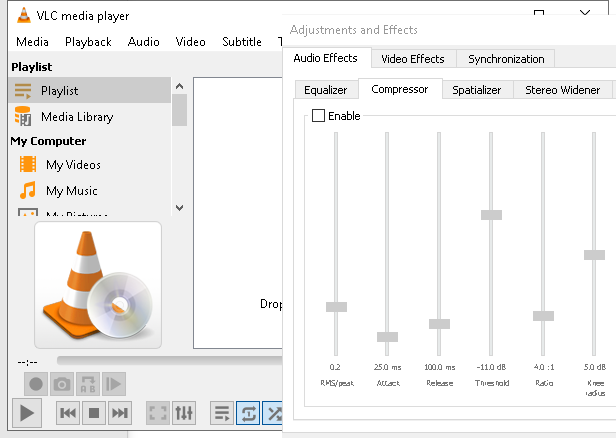 VLC media player
Media Playback Audio Video Subtitle T
Playlist
Playlist
Media Library
My Computer
My Videos
My Music
My Pictures
Drop
--:--
Adjustments and Effects
Audio Effects Video Effects Synchronization
Equalizer Compressor Spatializer Stereo Widener
Enable
0.2 25.0 ms 100.0 ms -11.0 dB 4.0 :1 5.0 dB
RMS/peak Attack Release Threshold Ratio Knee
radius